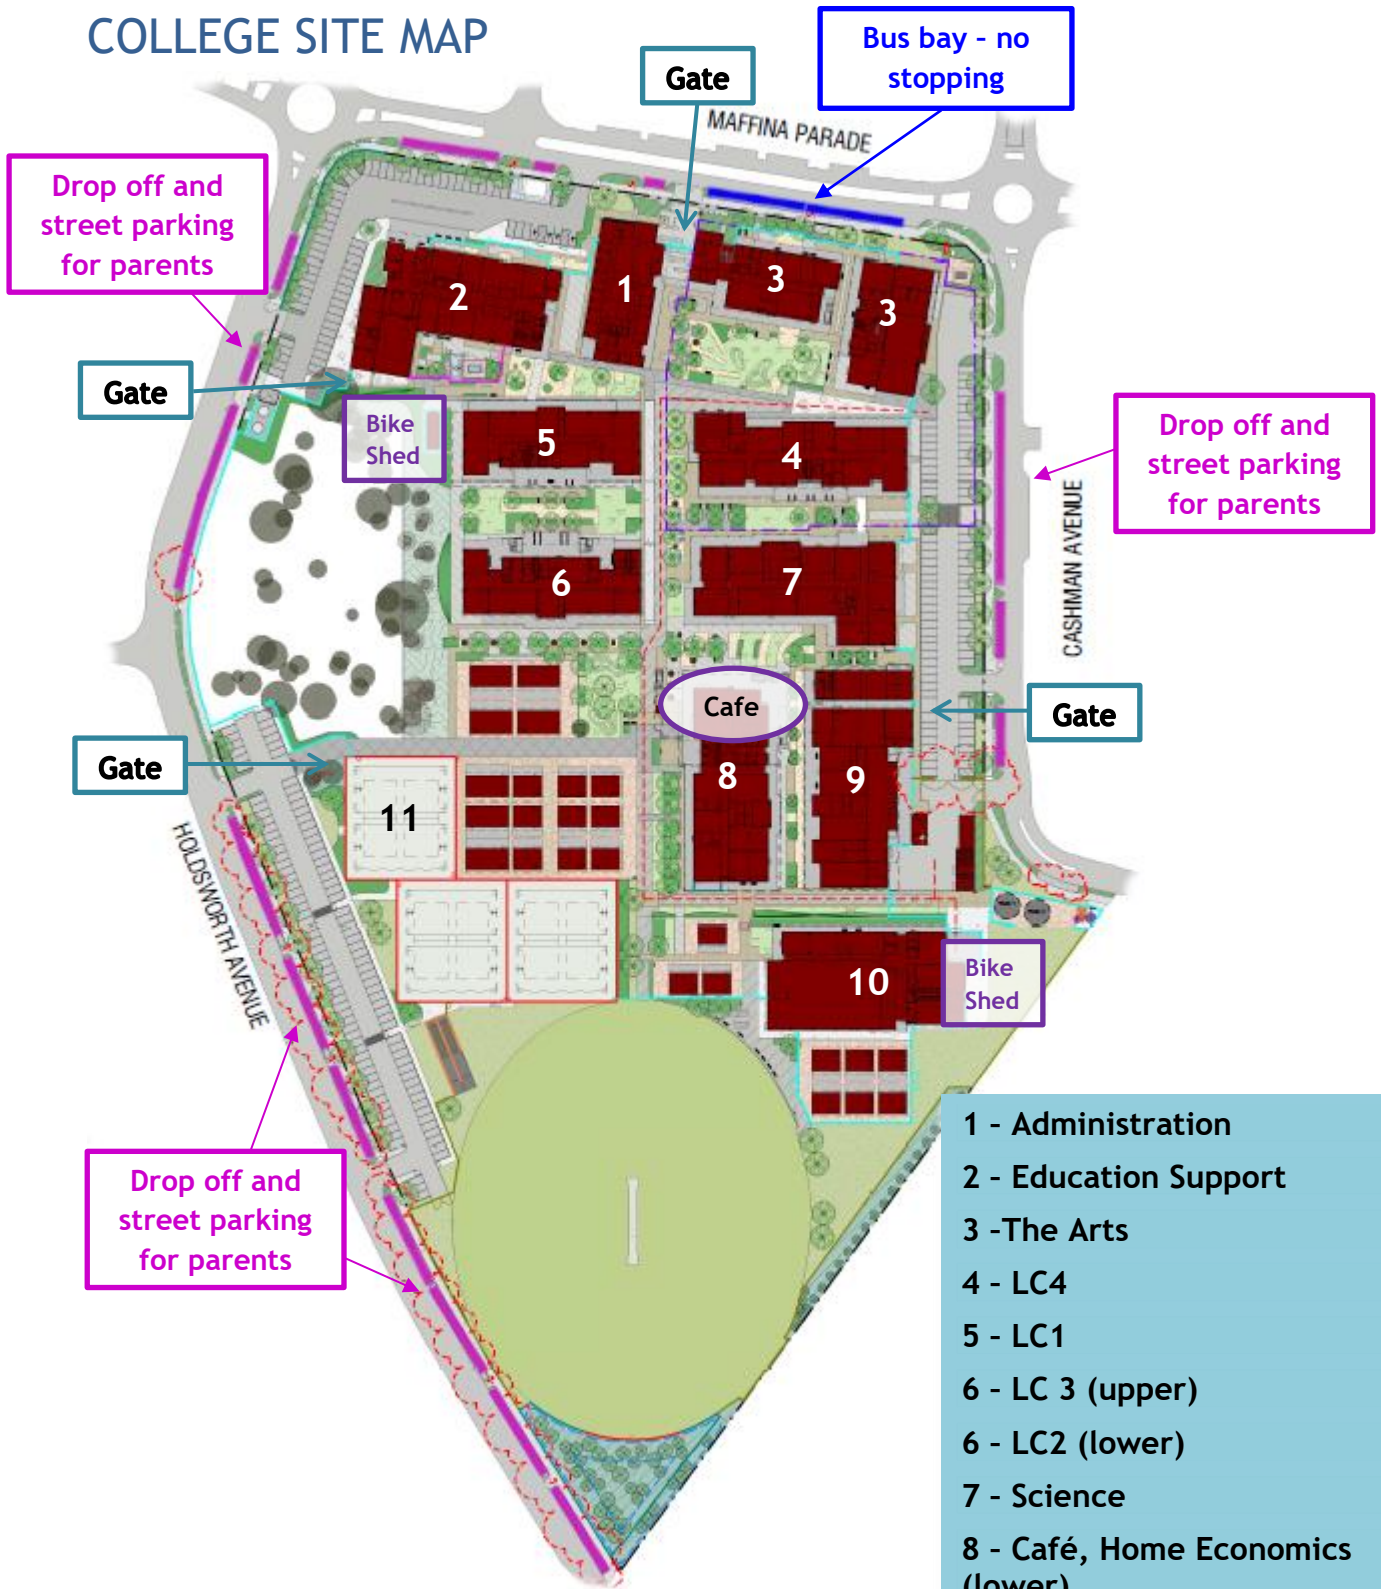 COLLEGE SITE MAP
Bus bay - no
stopping
Gate
MAFFINA PARADE
Drop off and
street parking
for parents
1
3
2
3
Gate
Bike
Shed
5
4
Drop off and
street parking
for parents
CASHMAN AVENUE
6
7
Cafe
Gate
Gate
8
9
11
HOLDSWORTH AVENUE
10
Bike
Shed
Drop off and
street parking
for parents
1 - Administration
2 - Education Support
3 -The Arts
4 - LC4
5 - LC1
6 - LC 3 (upper)
6 - LC2 (lower)
7 - Science
8 - Café, Home Economics
(lower)